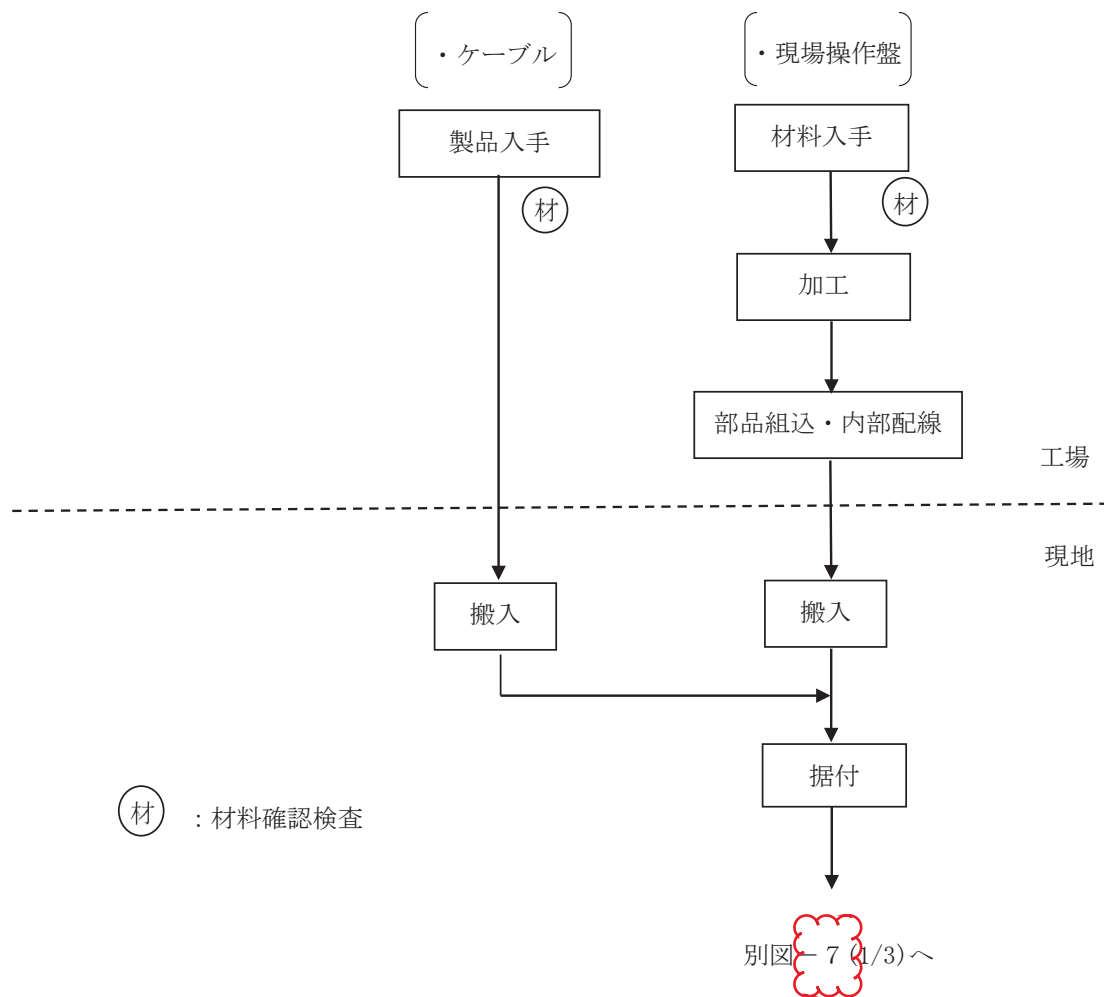 ・ケーブル
・現場操作盤
製品入手
材料入手
材
材
加工
部品組込・内部配線
工場
現地
搬入
搬入
据付
材 : 材料確認検査
別図－７(1/3)へ